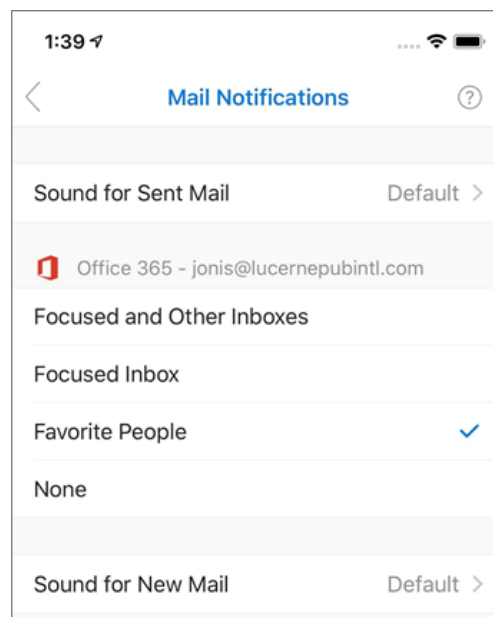 1:39
Mail Notifications
Sound for Sent Mail Default
Office 365 - jonis@lucernepubintl.com
Focused and Other Inboxes
Focused Inbox
Favorite People
None
Sound for New Mail Default